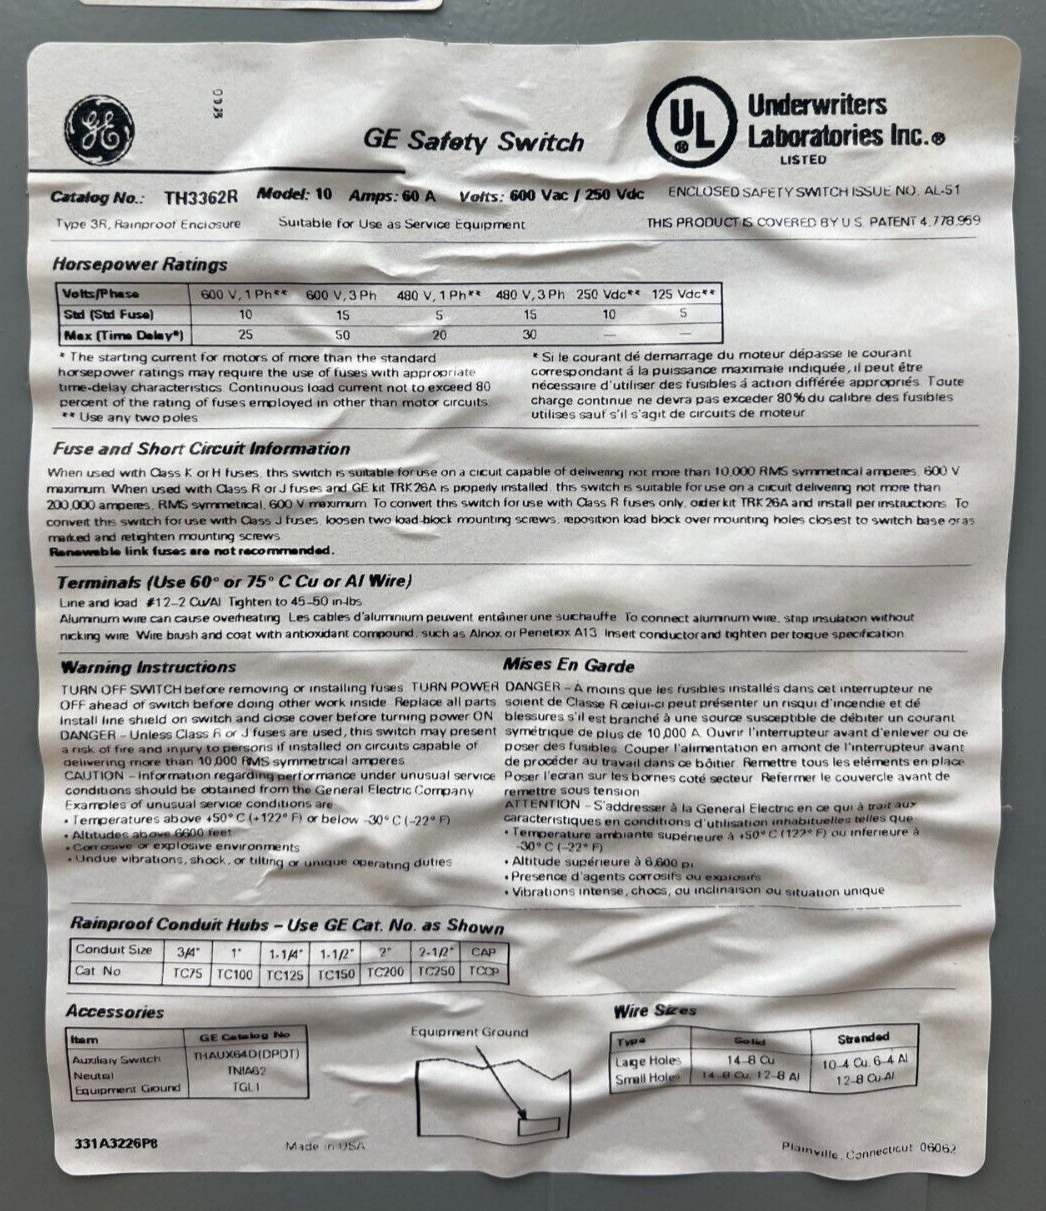 GE
GE Safety Switch
UL
Underwriters
Laboratories Inc.®
LISTED
Catalog No.: TH3362R Model: 10 Amps: 60 A Volts: 600 Vac / 250 Vdc ENCLOSED SAFETY SWITCH ISSUE NO. AL-51
Type 3R, Rainproof Enclosure Suitable for Use as Service Equipment THIS PRODUCT IS COVERED BY U.S. PATENT 4,778,959
Horsepower Ratings
Volts/Phase 600 V, 1 Ph** 600 V, 3 Ph 480 V, 1 Ph** 480 V, 3 Ph 250 Vdc** 125 Vdc**
Std (Std Fuse) 10 15 5 15 10 5
Max (Time Delay*) 25 50 20 30 — —
* The starting current for motors of more than the standard
horsepower ratings may require the use of fuses with appropriate
time-delay characteristics. Continuous load current not to exceed 80
percent of the rating of fuses employed in other than motor circuits.
** Use any two poles
* Si le courant dé demarrage du moteur dépasse le courant
correspondant á la puissance maximale indiquée, il peut être
nécessaire d'utiliser des fusibles á action différée appropriés. Toute
charge continue ne devra pas exceder 80% du calibre des fusibles
utilises sauf s'il s'agit de circuits de moteur
Fuse and Short Circuit Information
When used with Class K or H fuses, this switch is suitable for use on a circuit capable of delivering not more than 10,000 RMS symmetrical amperes, 600 V
maximum. When used with Class R or J fuses and GE kit TRK26A is properly installed, this switch is suitable for use on a circuit delivering not more than
200,000 amperes, RMS symmetrical, 600 V maximum. To convert this switch for use with Class R fuses only, order kit TRK26A and install per instructions. To
convert this switch for use with Class J fuses, loosen two load-block mounting screws, reposition load block over mounting holes closest to switch base or as
marked and retighten mounting screws.
Renewable link fuses are not recommended.
Terminals (Use 60° or 75° C Cu or Al Wire)
Line and load #12–2 Cu/Al Tighten to 45–50 in-lbs.
Aluminum wire can cause overheating. Les cables d'aluminium peuvent entâiner une surchauffe. To connect aluminum wire, strip insulation without
nicking wire. Wire brush and coat with antioxidant compound, such as Alnox or Penetrox A13. Insert conductor and tighten per torque specification.
Warning Instructions
TURN OFF SWITCH before removing or installing fuses. TURN POWER
OFF ahead of switch before doing other work inside. Replace all parts
Install line shield on switch and close cover before turning power ON
DANGER – Unless Class R or J fuses are used, this switch may present
a risk of fire and injury to persons if installed on circuits capable of
delivering more than 10,000 RMS symmetrical amperes
CAUTION – Information regarding performance under unusual service
conditions should be obtained from the General Electric Company
Examples of unusual service conditions are
• Temperatures above +50° C (+122° F) or below -30° C (-22° F)
• Altitudes above 6600 feet
• Corrosive or explosive environments
• Undue vibrations, shock, or tilting or unique operating duties
Mises En Garde
DANGER – A moins que les fusibles installés dans cet interrupteur ne
soient de Classe R celui-ci peut présenter un risqui d'incendie et dé
blessures s'il est branché à une source susceptible de débiter un courant
symétrique de plus de 10,000 A. Ouvrir l'interrupteur avant d'enlever ou de
poser des fusibles. Couper l'alimentation en amont de l'interrupteur avant
de procéder au travail dans ce bôitier. Remettre tous les eléments en place
Poser l'ecran sur les bornes coté secteur. Refermer le couvercle avant de
remettre sous tension
ATTENTION – S'addresser à la General Electric en ce qui à trait aux
caractéristiques en conditions d'utilisation inhabituelles telles que
• Temperature ambiante supérieure à +50° C (122° F) ou inferieure à
-30° C (-22° F)
• Altitude supérieure à 6,600 pi
• Presence d'agents corrosifs ou explosifs
• Vibrations intense, chocs, ou inclinaison ou situation unique
Rainproof Conduit Hubs – Use GE Cat. No. as Shown
Conduit Size 3/4" 1" 1-1/4" 1-1/2" 2" 2-1/2" CAP
Cat No TC75 TC100 TC125 TC150 TC200 TC250 TCCP
Accessories
Item GE Catalog No
Auxiliary Switch THAUX64D(DPDT)
Neutral TNIA62
Equipment Ground TGL1
Equipment Ground
Wire Sizes
Type Solid Stranded
Large Holes 14–8 Cu 10–4 Cu, 6–4 Al
Small Holes 14–8 Cu, 12–8 Al 12–8 Cu-Al
331A3226P8 Made in USA Plainville, Connecticut 06062